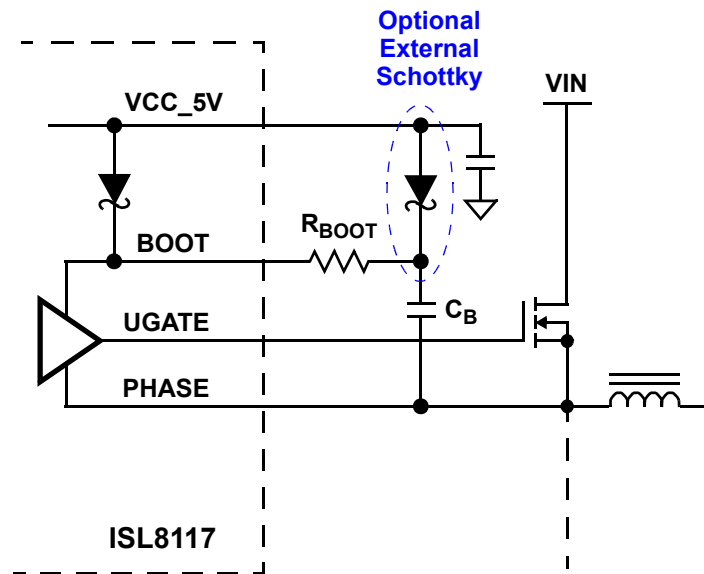 Optional
External
Schottky
VCC_5V
VIN
BOOT
RBOOT
CB
UGATE
PHASE
ISL8117